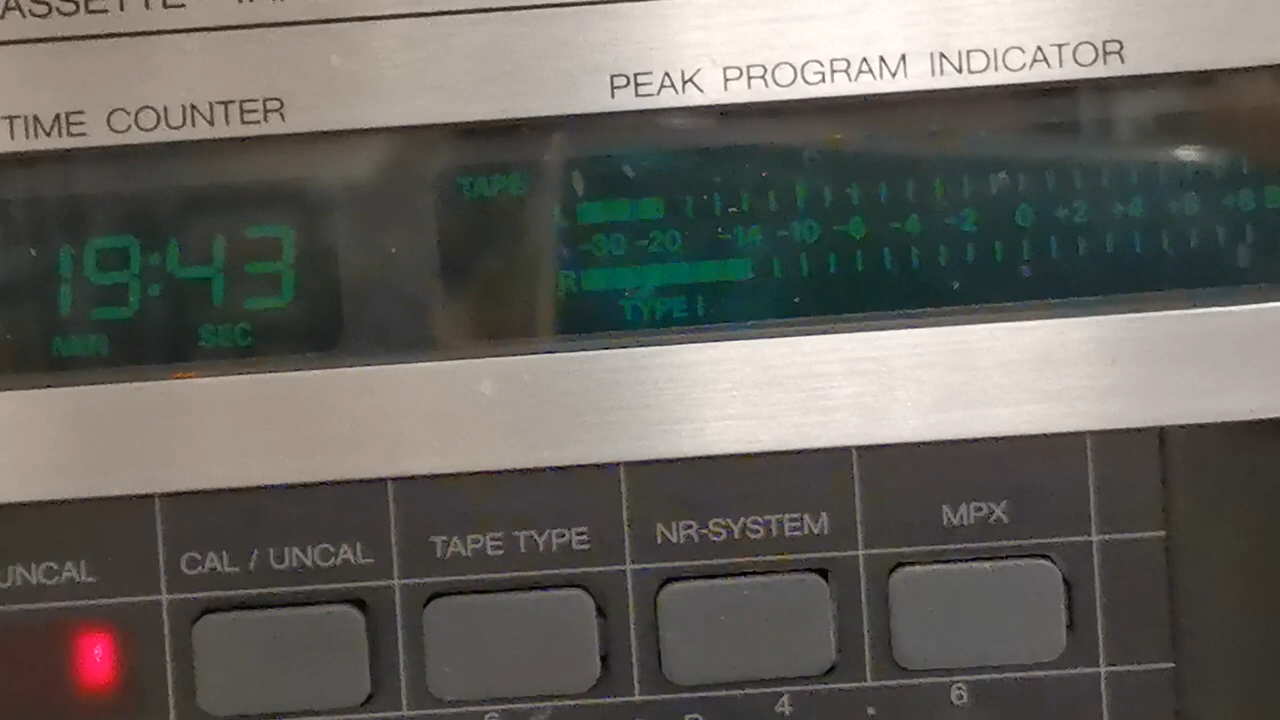 CASSETTE
PEAK PROGRAM INDICATOR
TIME COUNTER
TAPE
L
19:43
-30 -20 -14 -10 -6 -4 -2 0 +2 +4 +6 +8
R
TYPE I
MIN SEC
UNCAL
CAL / UNCAL
TAPE TYPE
NR-SYSTEM
MPX
4 6